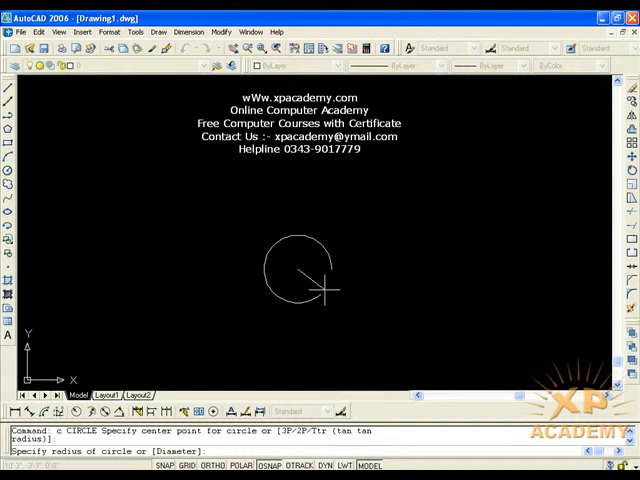 AutoCAD 2006 - [Drawing1.dwg]
File Edit View Insert Format Tools Draw Dimension Modify Window Help
Standard Standard Standard
0 ByLayer ByLayer ByLayer ByColor
wWw.xpacademy.com
Online Computer Academy
Free Computer Courses with Certificate
Contact Us :- xpacademy@ymail.com
Helpline 0343-9017779
Y
X
Model Layout1 Layout2
Standard
XP
ACADEMY
Command: c CIRCLE Specify center point for circle or [3P/2P/Ttr (tan tan
radius)]:
Specify radius of circle or [Diameter]:
SNAP GRID ORTHO POLAR OSNAP OTRACK DYN LWT MODEL